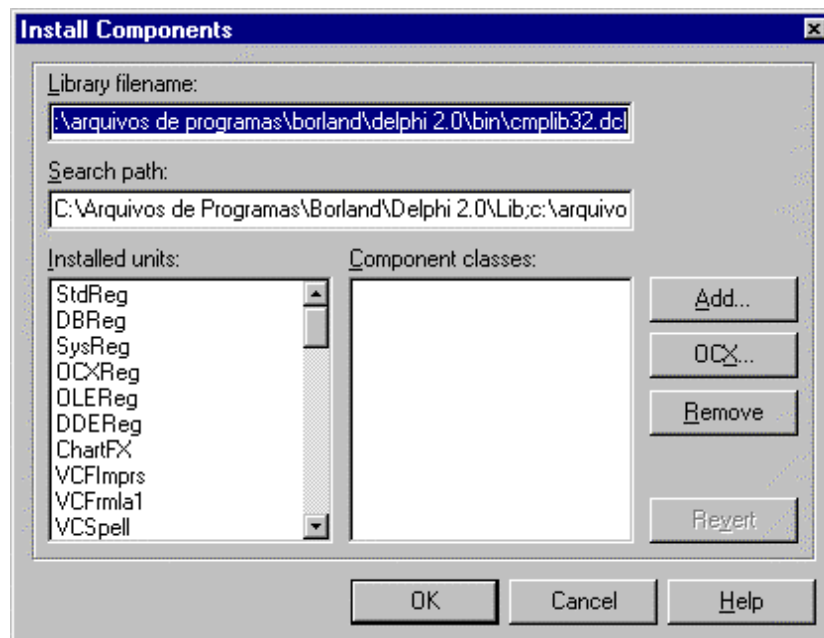 Install Components
Library filename:
:\arquivos de programas\borland\delphi 2.0\bin\cmplib32.dcl
Search path:
C:\Arquivos de Programas\Borland\Delphi 2.0\Lib;c:\arquivo
Installed units:
Component classes:
StdReg
DBReg
SysReg
OCXReg
OLEReg
DDEReg
ChartFX
VCFImprs
VCFrmla1
VCSpell
Add...
OCX...
Remove
Revert
OK
Cancel
Help